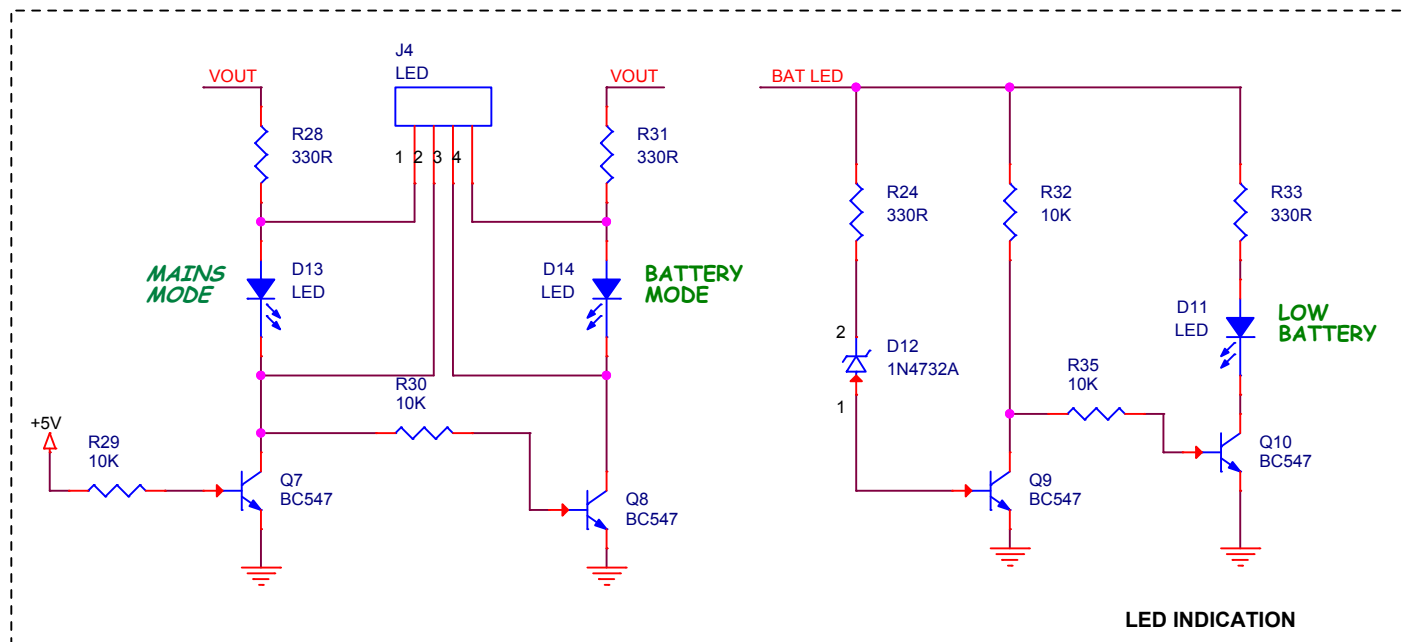 J4
LED
VOUT
VOUT
BAT LED
R28
330R
R31
330R
1 2 3 4
R24
330R
R32
10K
R33
330R
MAINS
MODE
D13
LED
D14
LED
BATTERY
MODE
D11
LED
LOW
BATTERY
2
D12
1N4732A
1
R30
10K
R35
10K
+5V
R29
10K
Q7
BC547
Q8
BC547
Q9
BC547
Q10
BC547
LED INDICATION